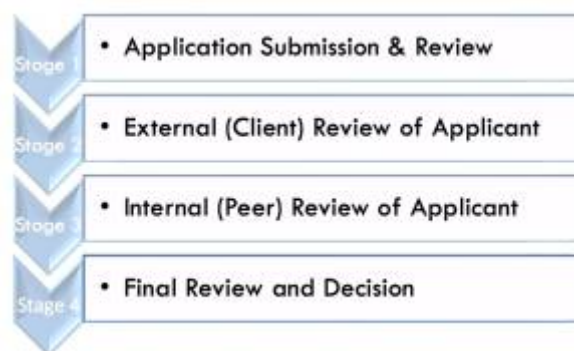 Stage 1
• Application Submission & Review
Stage 2
• External (Client) Review of Applicant
Stage 3
• Internal (Peer) Review of Applicant
Stage 4
• Final Review and Decision